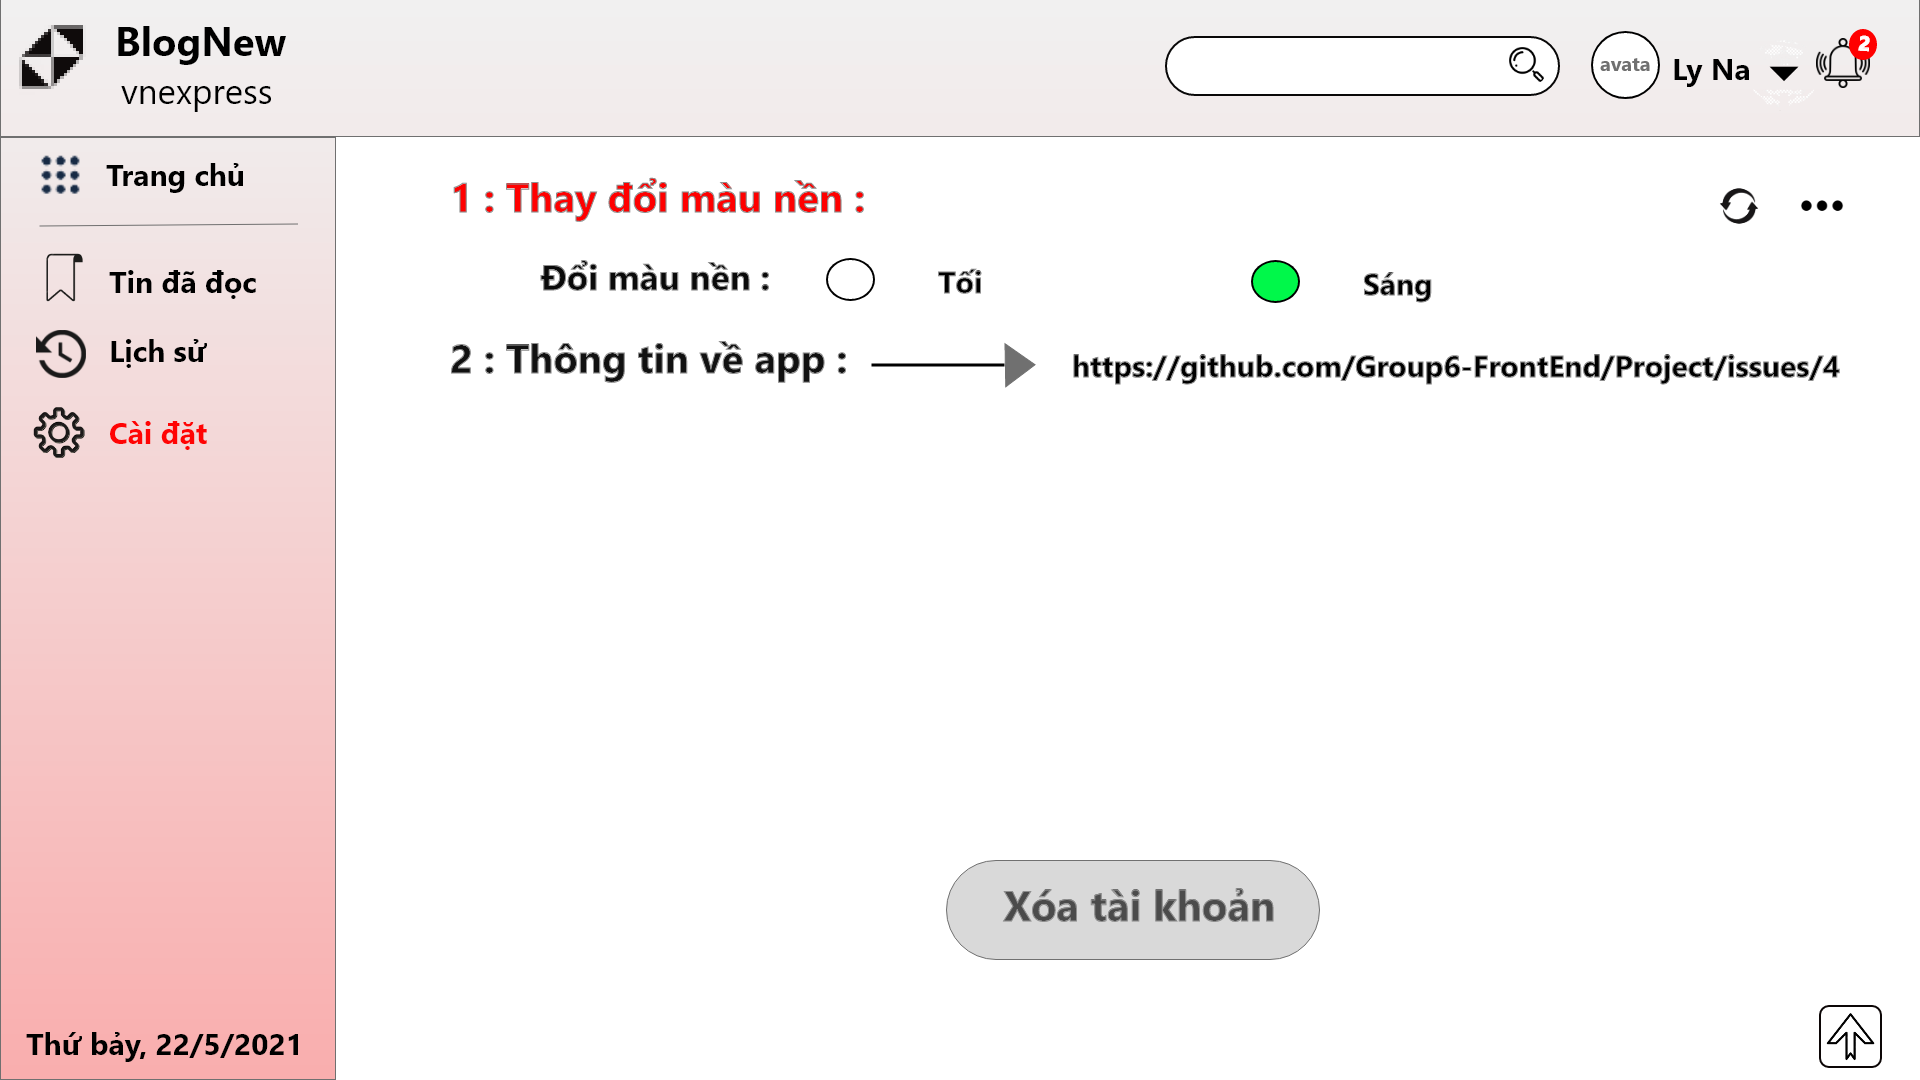 BlogNew
vnexpress
avata
Ly Na
2
Trang chủ
Tin đã đọc
Lịch sử
Cài đặt
Thứ bảy, 22/5/2021
1 : Thay đổi màu nền :
Đổi màu nền :
Tối
Sáng
2 : Thông tin về app :
https://github.com/Group6-FrontEnd/Project/issues/4
Xóa tài khoản